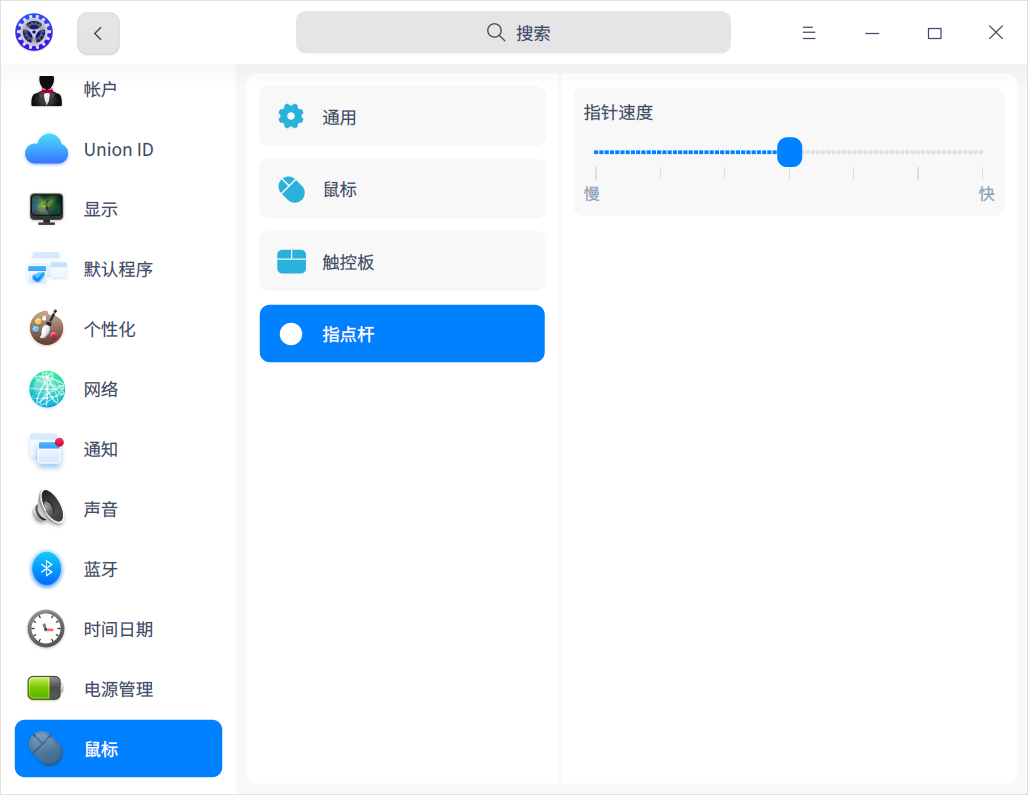 搜索
帐户
Union ID
显示
默认程序
个性化
网络
通知
声音
蓝牙
时间日期
电源管理
鼠标
通用
鼠标
触控板
指点杆
指针速度
慢 快